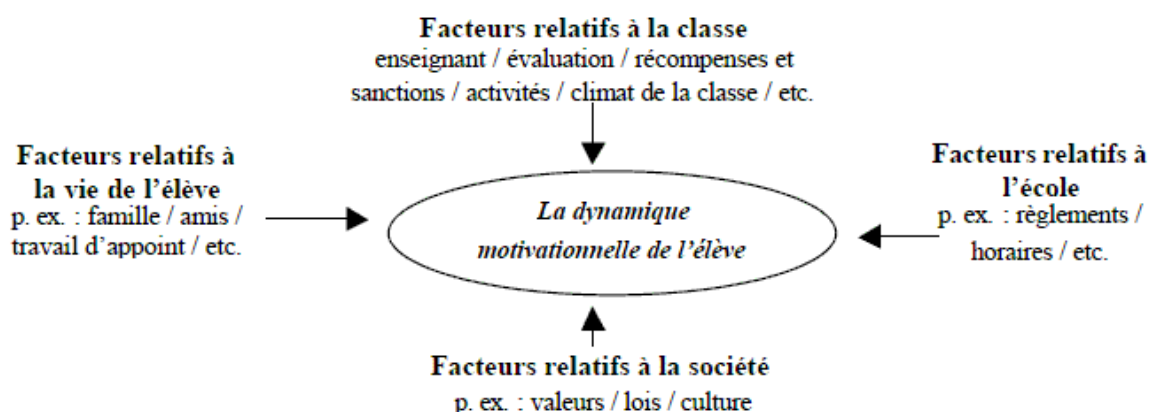 Facteurs relatifs à la classe
enseignant / évaluation / récompenses et
sanctions / activités / climat de la classe / etc.
Facteurs relatifs à
la vie de l'élève
p. ex. : famille / amis /
travail d'appoint / etc.
La dynamique
motivationnelle de l'élève
Facteurs relatifs à
l'école
p. ex. : règlements /
horaires / etc.
Facteurs relatifs à la société
p. ex. : valeurs / lois / culture